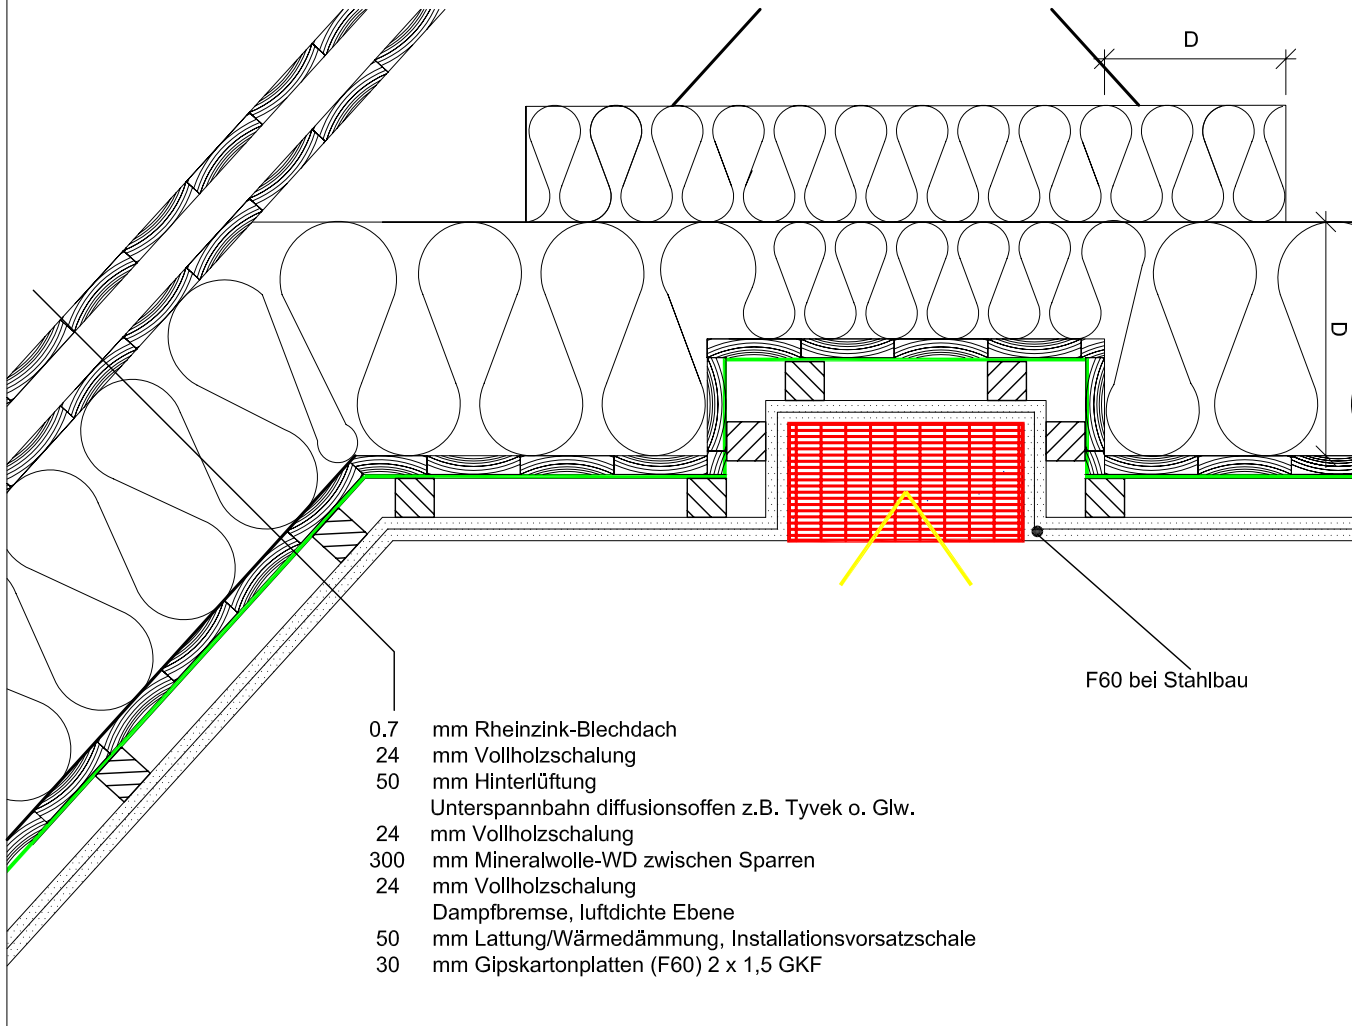 D
D
F60 bei Stahlbau
0.7 mm Rheinzink-Blechdach
24 mm Vollholzschalung
50 mm Hinterlüftung
Unterspannbahn diffusionsoffen z.B. Tyvek o. Glw.
24 mm Vollholzschalung
300 mm Mineralwolle-WD zwischen Sparren
24 mm Vollholzschalung
Dampfbremse, luftdichte Ebene
50 mm Lattung/Wärmedämmung, Installationsvorsatzschale
30 mm Gipskartonplatten (F60) 2 x 1,5 GKF